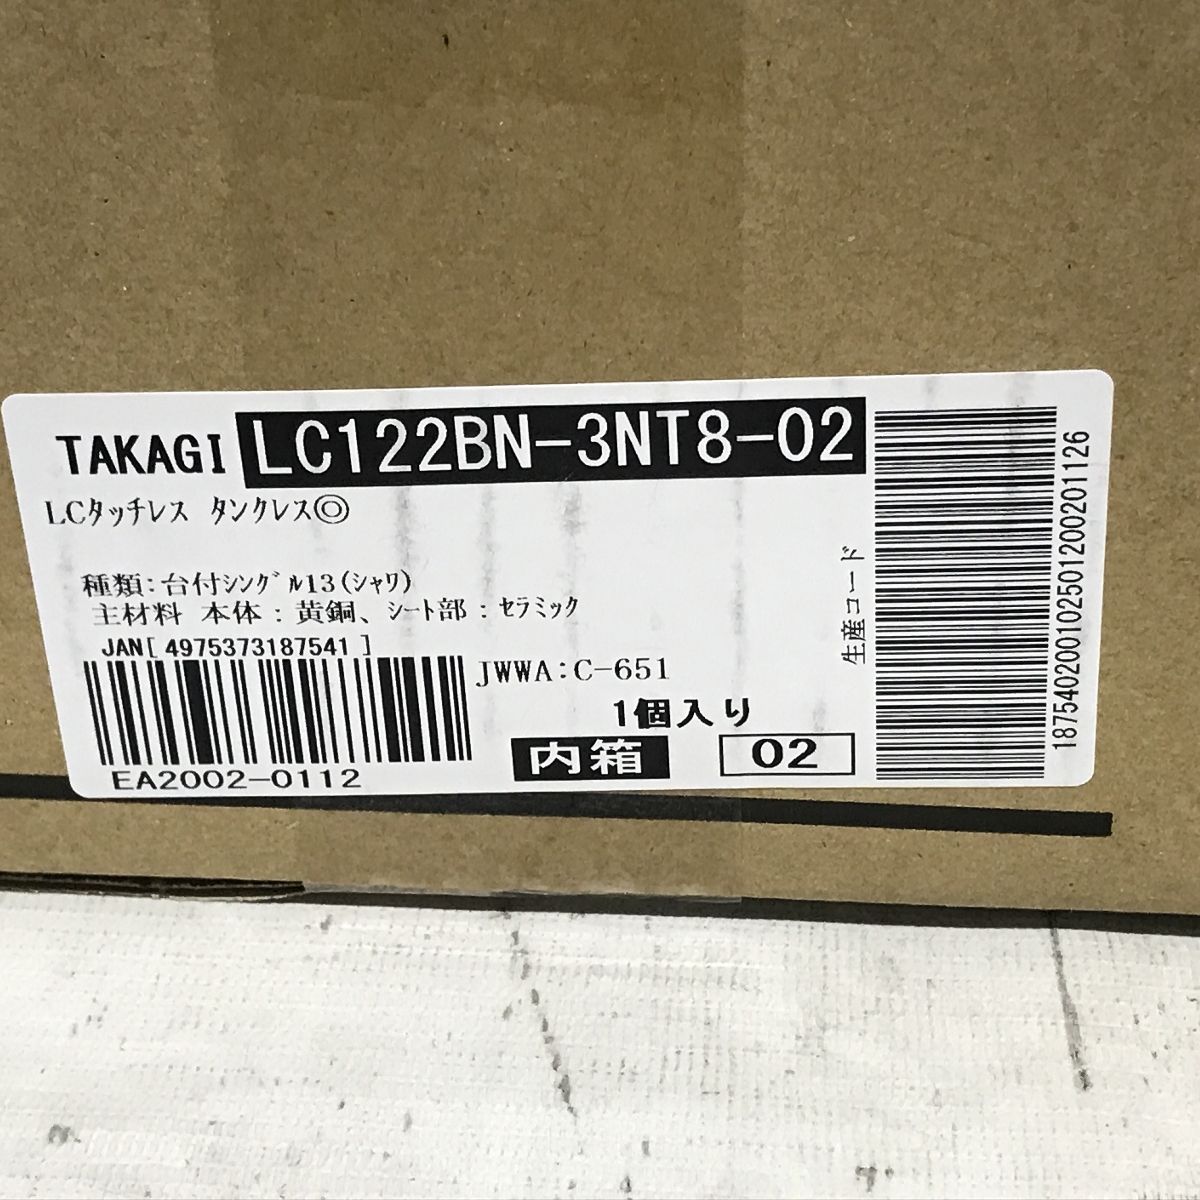 TAKAGI LC122BN-3NT8-02
LCタッチレス タンクレス◎
種類:台付シングル13(シャワ)
主材料 本体:黄銅、シート部:セラミック
JAN[ 4975373187541 ]
JWWA:C-651
1個入り
EA2002-0112
内箱
02
生産コード
187540200102501200201126